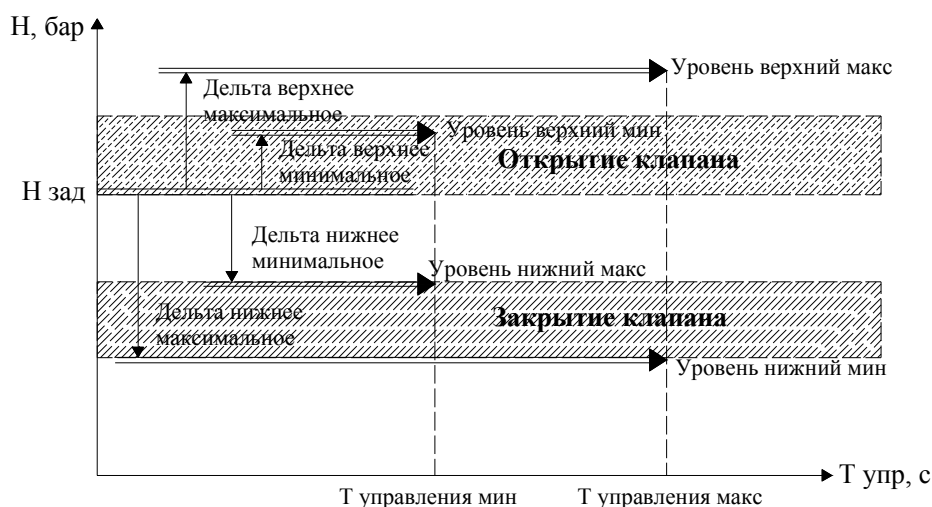 Н, бар
Уровень верхний макс
Дельта верхнее
максимальное
Уровень верхний мин
Дельта верхнее
минимальное
Открытие клапана
Н зад
Дельта нижнее
минимальное
Уровень нижний макс
Дельта нижнее
максимальное
Закрытие клапана
Уровень нижний мин
Т упр, с
Т управления мин
Т управления макс